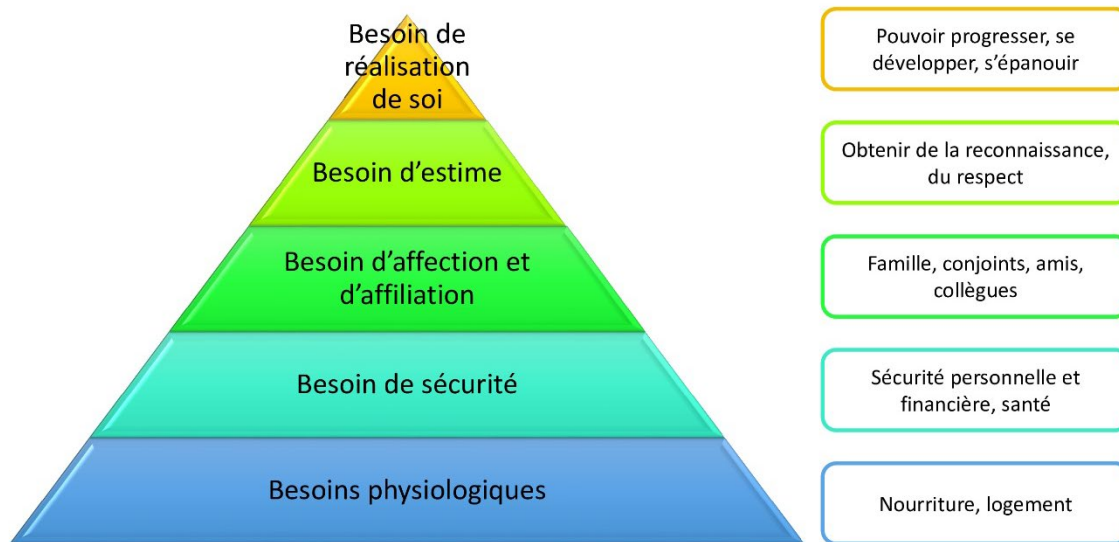 Besoin de
réalisation
de soi
Pouvoir progresser, se
développer, s’épanouir
Besoin d’estime
Obtenir de la reconnaissance,
du respect
Besoin d’affection et
d’affiliation
Famille, conjoints, amis,
collègues
Besoin de sécurité
Sécurité personnelle et
financière, santé
Besoins physiologiques
Nourriture, logement